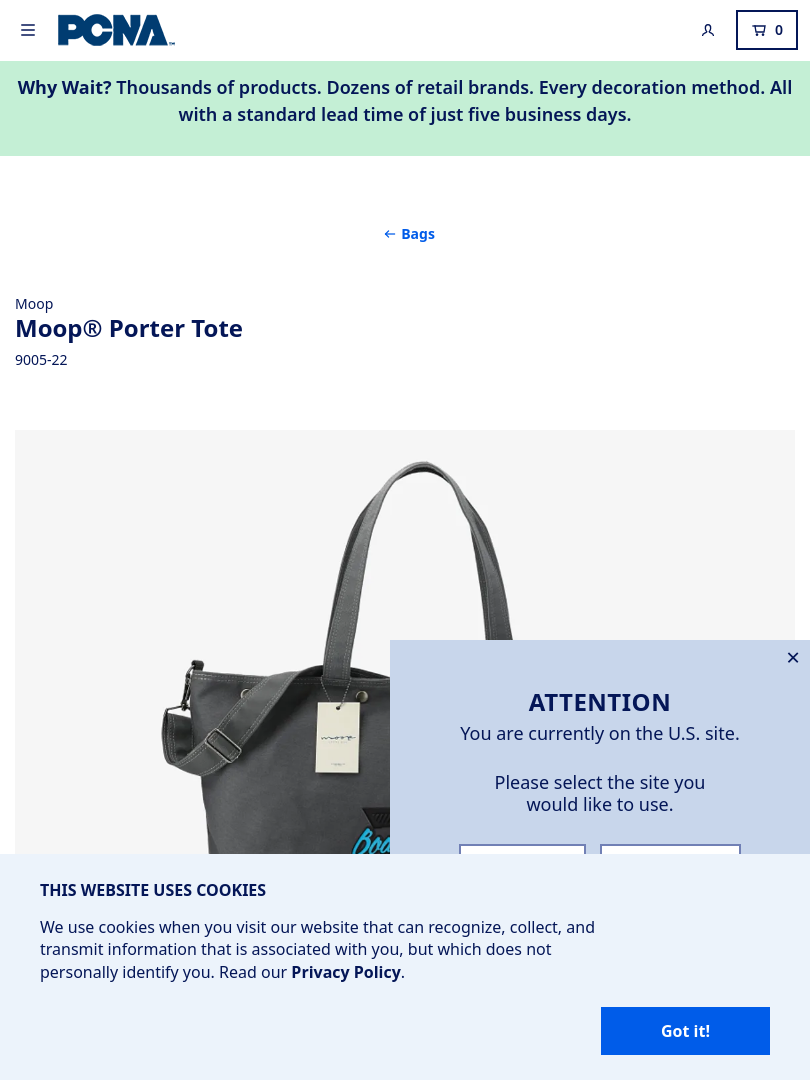 PCNA™
0
Why Wait? Thousands of products. Dozens of retail brands. Every decoration method. All
with a standard lead time of just five business days.
← Bags
Moop
Moop® Porter Tote
9005-22
moop
ATTENTION
You are currently on the U.S. site.
Please select the site you
would like to use.
THIS WEBSITE USES COOKIES
We use cookies when you visit our website that can recognize, collect, and
transmit information that is associated with you, but which does not
personally identify you. Read our Privacy Policy.
Got it!